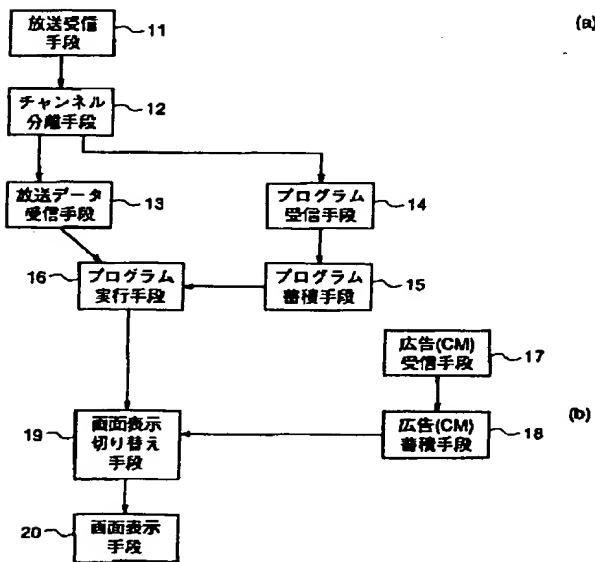 (a)
放送受信
手段
11
チャンネル
分離手段
12
放送データ
受信手段
13
プログラム
受信手段
14
16
プログラム
実行手段
プログラム
蓄積手段
15
広告(CM)
受信手段
17
(b)
19
画面表示
切り替え
手段
広告(CM)
蓄積手段
18
20
画面表示
手段